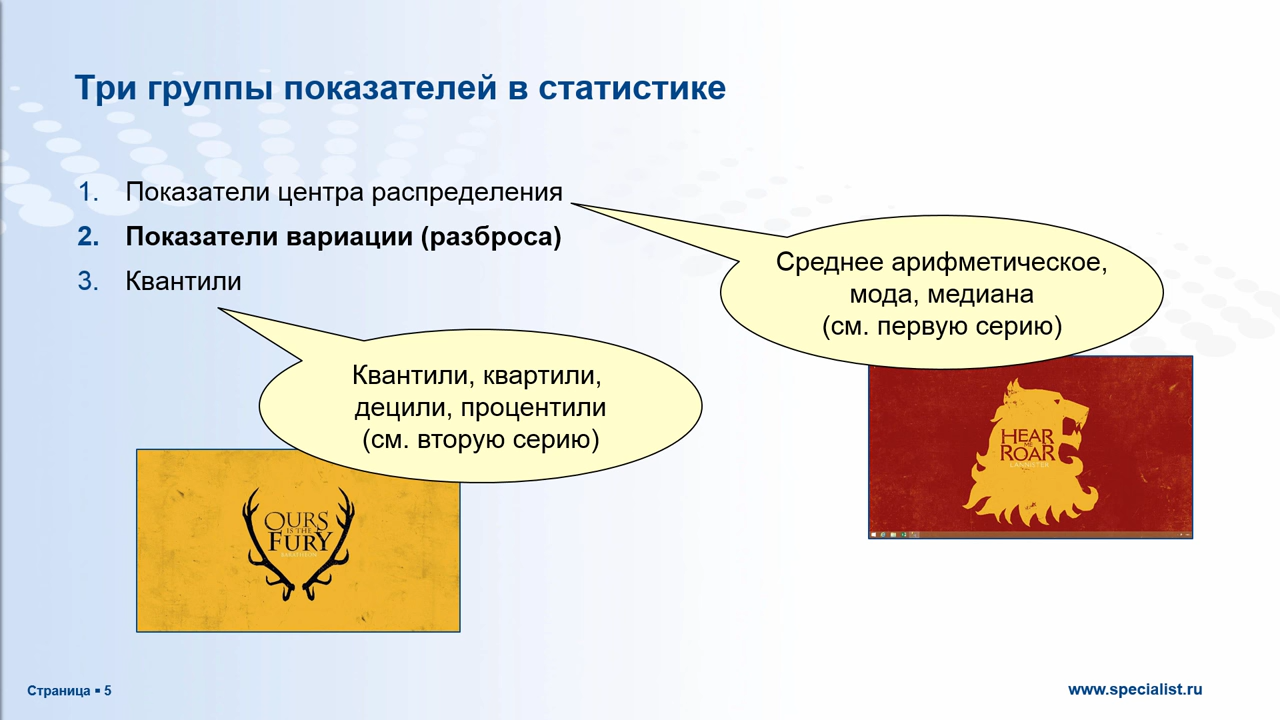 Три группы показателей в статистике
1. Показатели центра распределения
2. Показатели вариации (разброса)
3. Квантили
Среднее арифметическое,
мода, медиана
(см. первую серию)
Квантили, квартили,
децили, процентили
(см. вторую серию)
HEAR
ME
ROAR
LANNISTER
OURS
IS THE
FURY
BARATHEON
Страница ▪ 5
www.specialist.ru